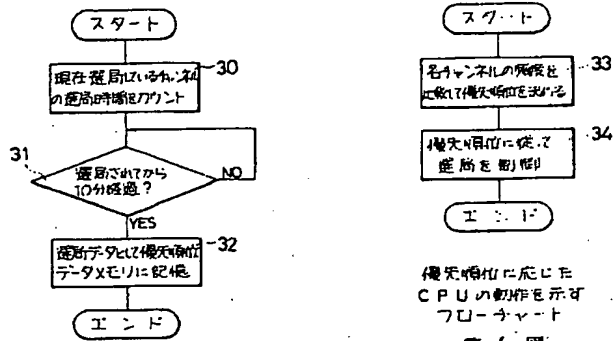 スタート
現在選局しているチャンネル
の選局時間をカウント
30
31
選局されてから
10分経過?
NO
YES
選局データとして優先順位
データメモリに記憶
32
エンド
スタート
各チャンネルの頻度を
比較して優先順位を決める
33
優先順位に従って
選局を制御
34
エンド
優先順位に応じた
CPUの動作を示す
フローチャート